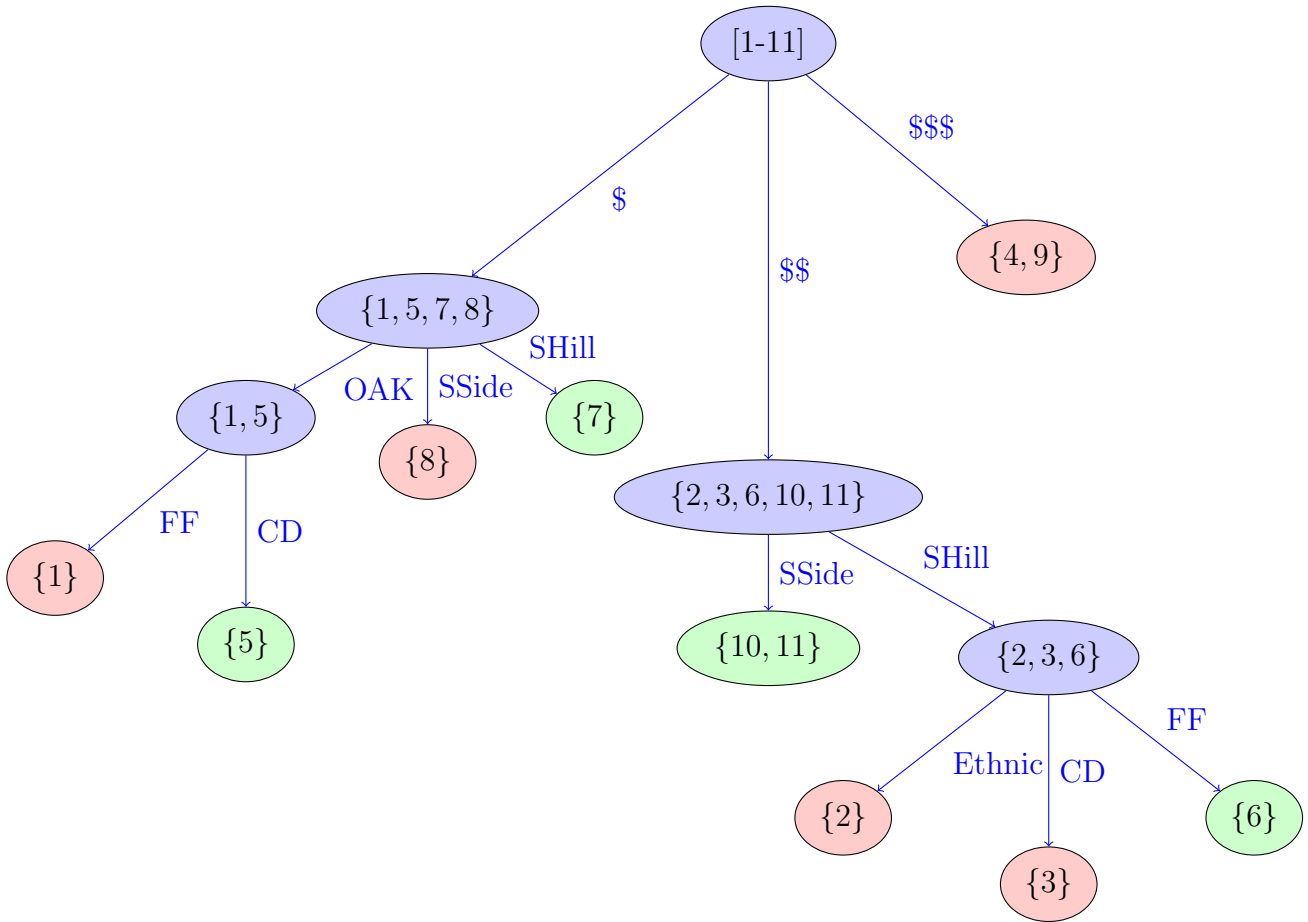 [1-11]
$$$
$
{4, 9}
$$
{1, 5, 7, 8}
SHill
OAK
SSide
{1, 5}
{7}
{8}
{2, 3, 6, 10, 11}
FF
CD
SHill
SSide
{1}
{5}
{10, 11}
{2, 3, 6}
FF
Ethnic
CD
{2}
{6}
{3}